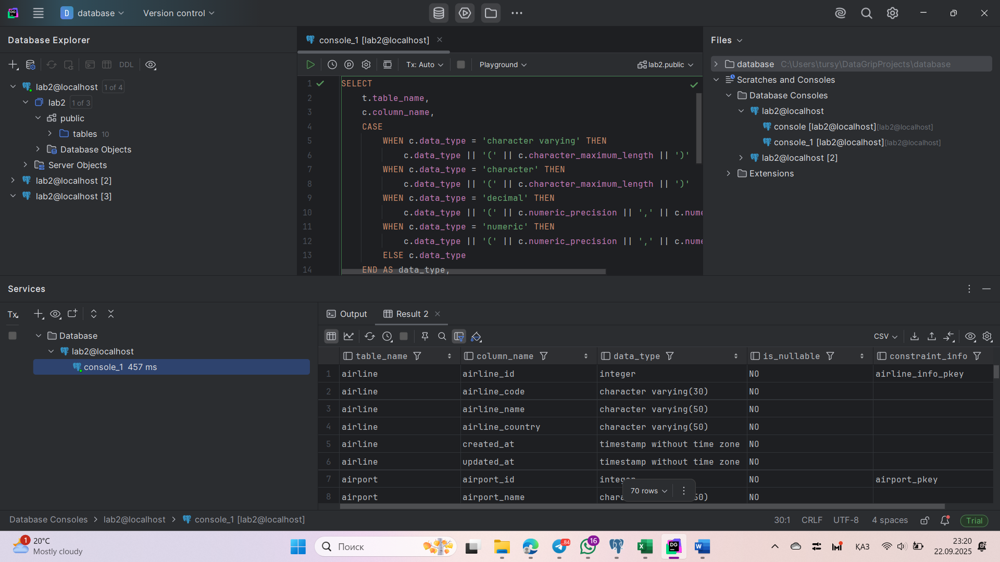 D database Version control
Database Explorer
DDL
lab2@localhost 1 of 4
lab2 1 of 3
public
tables 10
Database Objects
Server Objects
lab2@localhost [2]
lab2@localhost [3]
console_1 [lab2@localhost]
Tx: Auto Playground lab2.public
1 SELECT
2 t.table_name,
3 c.column_name,
4 CASE
5 WHEN c.data_type = 'character varying' THEN
6 c.data_type || '(' || c.character_maximum_length || ')'
7 WHEN c.data_type = 'character' THEN
8 c.data_type || '(' || c.character_maximum_length || ')'
9 WHEN c.data_type = 'decimal' THEN
10 c.data_type || '(' || c.numeric_precision || ',' || c.nume
11 WHEN c.data_type = 'numeric' THEN
12 c.data_type || '(' || c.numeric_precision || ',' || c.nume
13 ELSE c.data_type
14 END AS data_type,
Files
database C:\Users\tursy\DataGripProjects\database
Scratches and Consoles
Database Consoles
lab2@localhost
console [lab2@localhost] [lab2@localhost]
console_1 [lab2@localhost] [lab2@localhost]
lab2@localhost [2]
Extensions
Services
Tx
Database
lab2@localhost
console_1 457 ms
Output Result 2
CSV
table_name column_name data_type is_nullable constraint_info
1 airline airline_id integer NO airline_info_pkey
2 airline airline_code character varying(30) NO
3 airline airline_name character varying(50) NO
4 airline airline_country character varying(50) NO
5 airline created_at timestamp without time zone NO
6 airline updated_at timestamp without time zone NO
7 airport airport_id integer NO airport_pkey
8 airport airport_name chara 50) NO
70 rows
Database Consoles > lab2@localhost > console_1 [lab2@localhost]
30:1 CRLF UTF-8 4 spaces Trial
1 20°C
Mostly cloudy
Поиск
DG
...84
16
ҚАЗ
23:20
22.09.2025